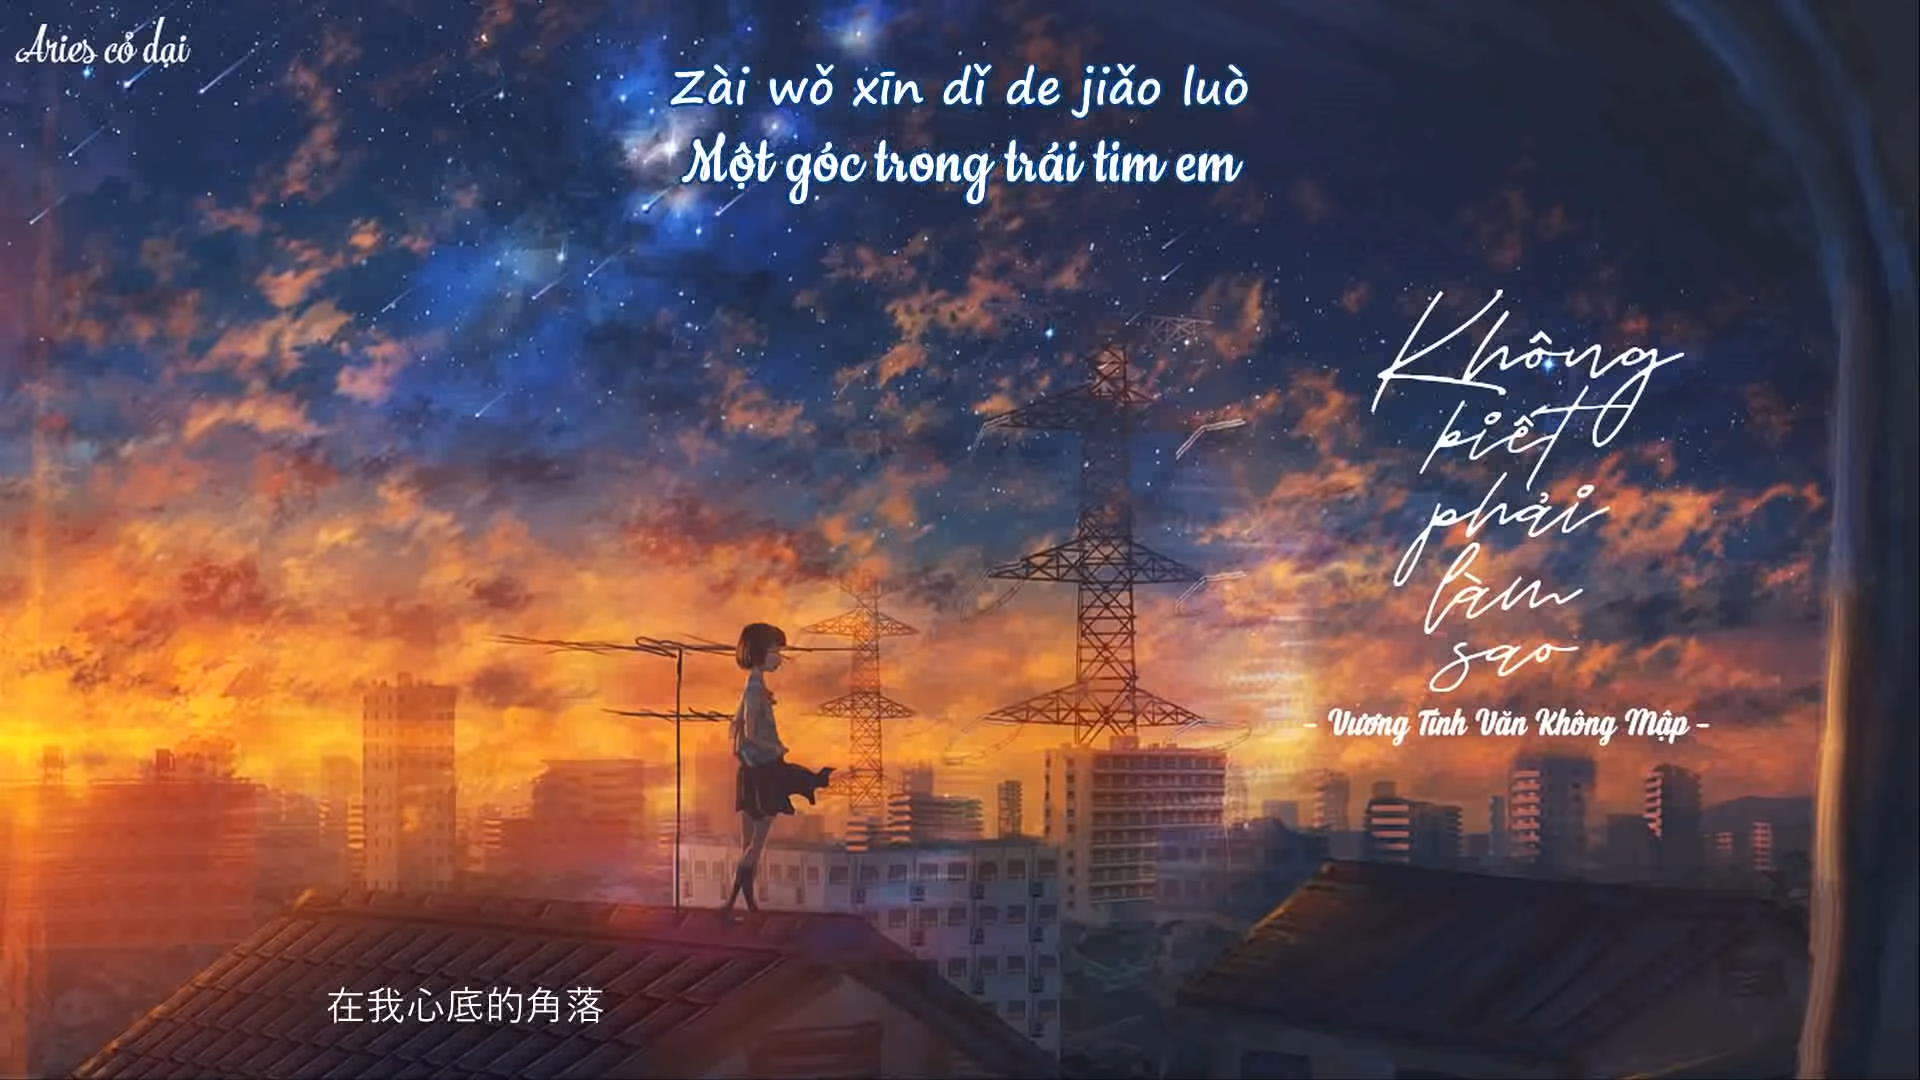 Aries cỏ dại
Zài wǒ xīn dǐ de jiǎo luò
Một góc trong trái tim em
Không
biết
phải
làm
sao
- Vương Tĩnh Văn Không Mập -
在我心底的角落